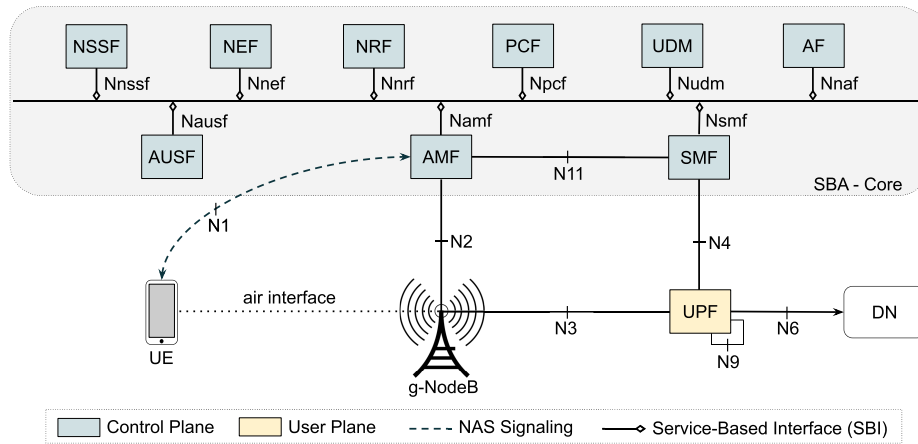 NSSF
NEF
NRF
PCF
UDM
AF
Nnssf
Nnef
Nnrf
Npcf
Nudm
Nnaf
Nausf
Namf
Nsmf
AUSF
AMF
SMF
N11
SBA - Core
N1
N2
N4
air interface
UPF
DN
N3
N6
UE
N9
g-NodeB
Control Plane
User Plane
NAS Signaling
Service-Based Interface (SBI)